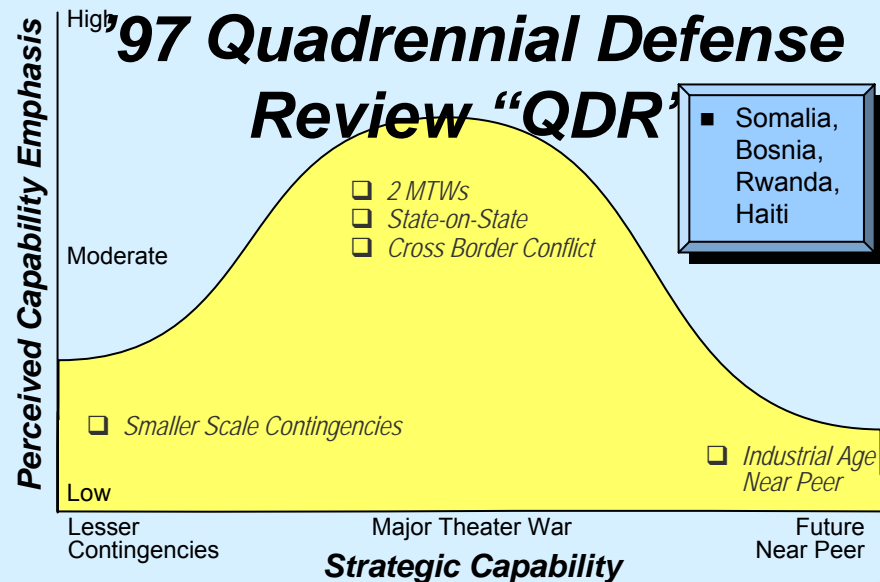 '97 Quadrennial Defense
Review “QDR”
High
Perceived Capability Emphasis
■ Somalia,
Bosnia,
Rwanda,
Haiti
❑ 2 MTWs
❑ State-on-State
❑ Cross Border Conflict
Moderate
❑ Smaller Scale Contingencies
❑ Industrial Age
Near Peer
Low
Lesser
Contingencies
Major Theater War
Future
Near Peer
Strategic Capability